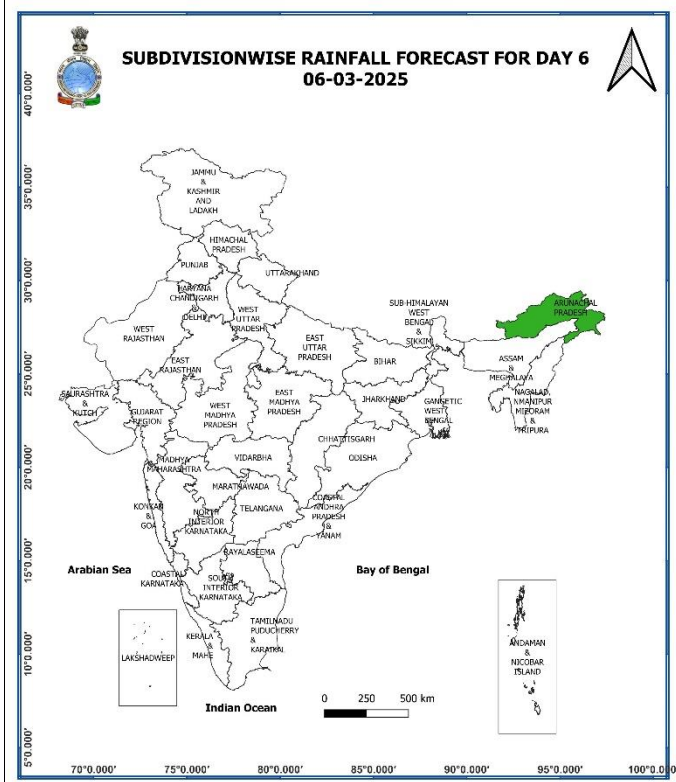 SUBDIVISIONWISE RAINFALL FORECAST FOR DAY 6
06-03-2025
40°0.000'
35°0.000'
30°0.000'
25°0.000'
20°0.000'
15°0.000'
10°0.000'
5°0.000'
JAMMU
&
KASHMIR
AND
LADAKH
HIMACHAL
PRADESH
PUNJAB
UTTARAKHAND
HARYANA
CHANDIGARH
&
DELHI
WEST
UTTAR
PRADESH
WEST
RAJASTHAN
EAST
RAJASTHAN
EAST
UTTAR
PRADESH
SUB-HIMALAYAN
WEST
BENGAL
&
SIKKIM
ARUNACHAL
PRADESH
BIHAR
ASSAM
&
MEGHALAYA
NAGALAD,
NMANIPUR
MIZORAM
&
TRIPURA
SAURASHTRA
&
KUTCH
GUJARAT
REGION
WEST
MADHYA
PRADESH
EAST
MADHYA
PRADESH
JHARKHAND
GANGETIC
WEST
BENGAL
CHHATTISGARH
ODISHA
MADHYA
MAHARASHTRA
VIDARBHA
MARATHAWADA
TELANGANA
KONKAN
&
GOA
NORTH
INTERIOR
KARNATAKA
COASTAL
ANDHRA
PRADESH
&
YANAM
RAYALASEEMA
Arabian Sea
Bay of Bengal
COASTAL
KARNATAKA
SOUTH
INTERIOR
KARNATAKA
TAMILNADU
PUDUCHERRY
&
KARAIKAL
KERALA
&
MAHE
LAKSHADWEEP
ANDAMAN
&
NICOBAR
ISLAND
Indian Ocean
0 250 500 km
70°0.000' 75°0.000' 80°0.000' 85°0.000' 90°0.000' 95°0.000' 100°0.000'